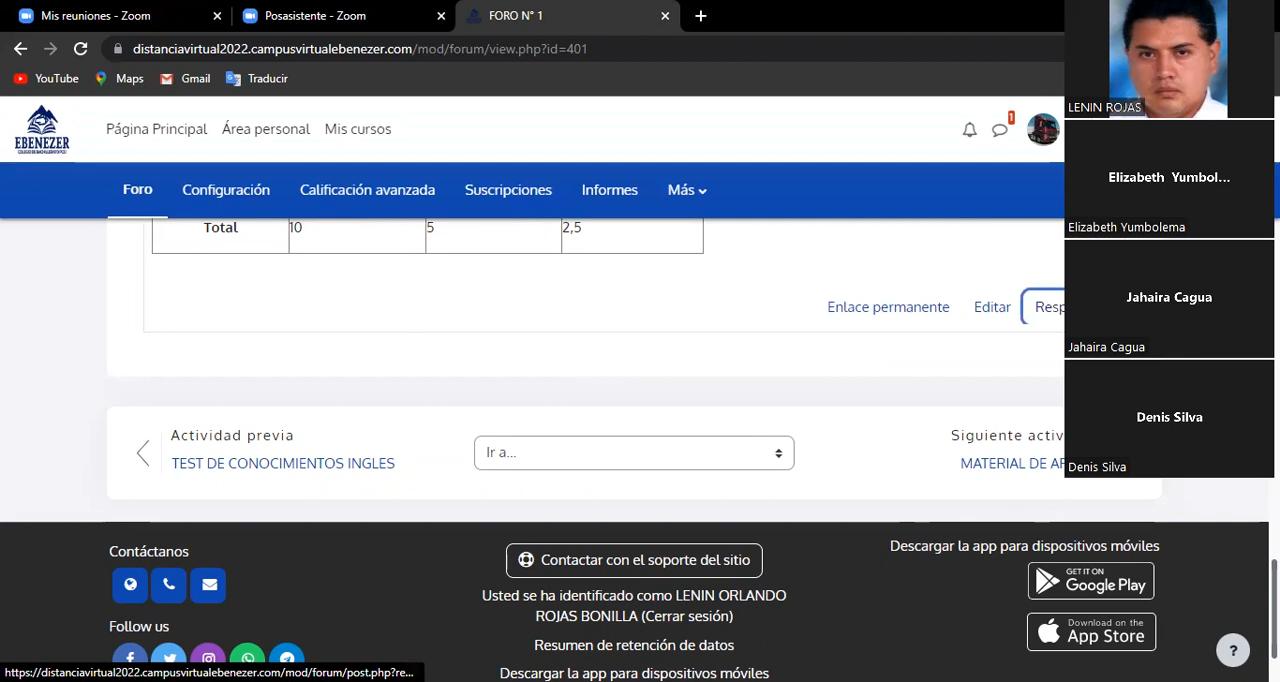 Mis reuniones - Zoom
Posasistente - Zoom
FORO N° 1
distanciavirtual2022.campusvirtualebenezer.com/mod/forum/view.php?id=401
YouTube Maps Gmail Traducir
EBENEZER
Página Principal Área personal Mis cursos
1
Foro Configuración Calificación avanzada Suscripciones Informes Más
Total 10 5 2,5
Enlace permanente Editar Resp
Actividad previa
TEST DE CONOCIMIENTOS INGLES
Ir a...
Siguiente activ
MATERIAL DE AP
Contáctanos
Follow us
Contactar con el soporte del sitio
Usted se ha identificado como LENIN ORLANDO
ROJAS BONILLA (Cerrar sesión)
Resumen de retención de datos
Descargar la app para dispositivos móviles
Descargar la app para dispositivos móviles
GET IT ON
Google Play
Download on the
App Store
?
https://distanciavirtual2022.campusvirtualebenezer.com/mod/forum/post.php?re...
LENIN ROJAS
Elizabeth Yumbol...
Elizabeth Yumbolema
Jahaira Cagua
Jahaira Cagua
Denis Silva
Denis Silva